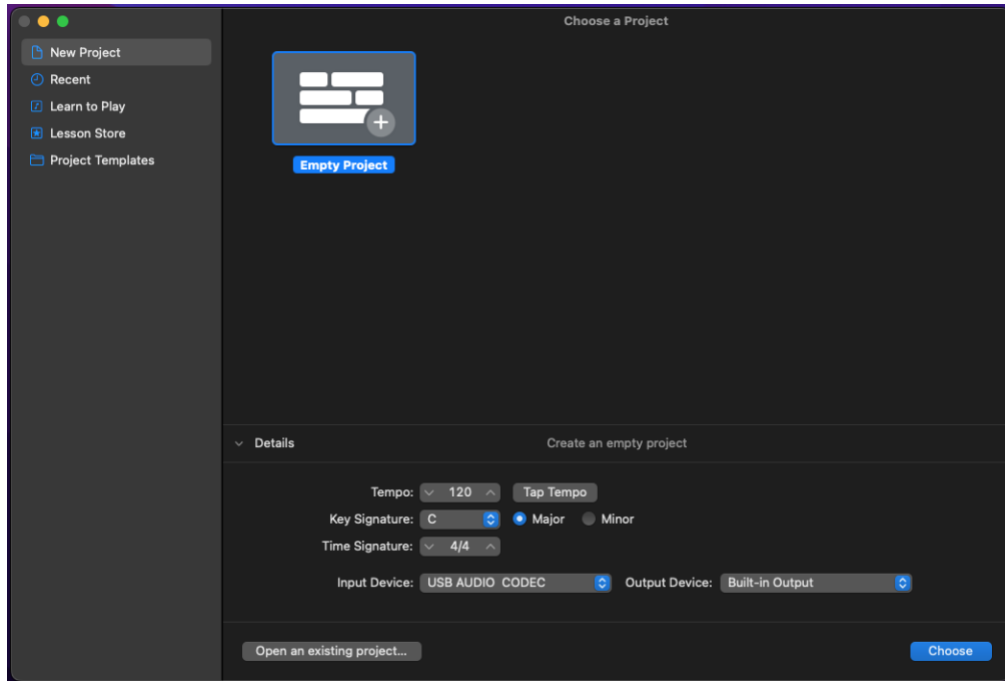 Choose a Project
New Project
Recent
Learn to Play
Lesson Store
Project Templates
Empty Project
Details
Create an empty project
Tempo: 120 Tap Tempo
Key Signature: C Major Minor
Time Signature: 4/4
Input Device: USB AUDIO CODEC Output Device: Built-in Output
Open an existing project... Choose